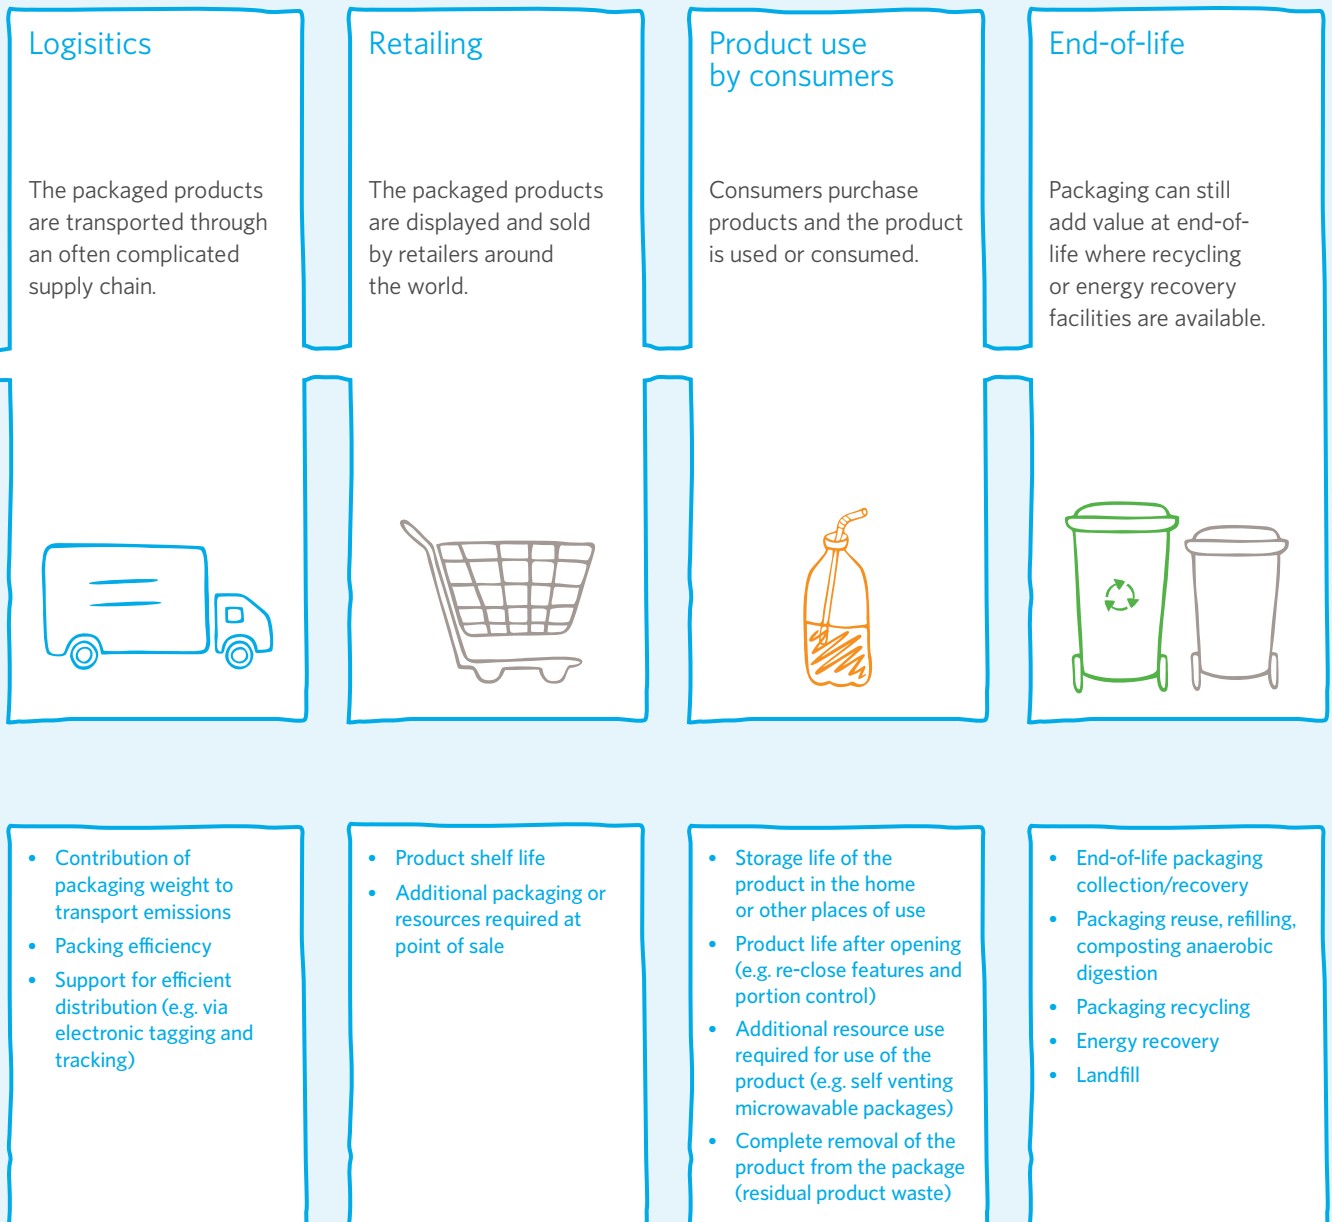 Logisitics
The packaged products
are transported through
an often complicated
supply chain.
Retailing
The packaged products
are displayed and sold
by retailers around
the world.
Product use
by consumers
Consumers purchase
products and the product
is used or consumed.
End-of-life
Packaging can still
add value at end-of-
life where recycling
or energy recovery
facilities are available.
• Contribution of
packaging weight to
transport emissions
• Packing efficiency
• Support for efficient
distribution (e.g. via
electronic tagging and
tracking)
• Product shelf life
• Additional packaging or
resources required at
point of sale
• Storage life of the
product in the home
or other places of use
• Product life after opening
(e.g. re-close features and
portion control)
• Additional resource use
required for use of the
product (e.g. self venting
microwavable packages)
• Complete removal of the
product from the package
(residual product waste)
• End-of-life packaging
collection/recovery
• Packaging reuse, refilling,
composting anaerobic
digestion
• Packaging recycling
• Energy recovery
• Landfill